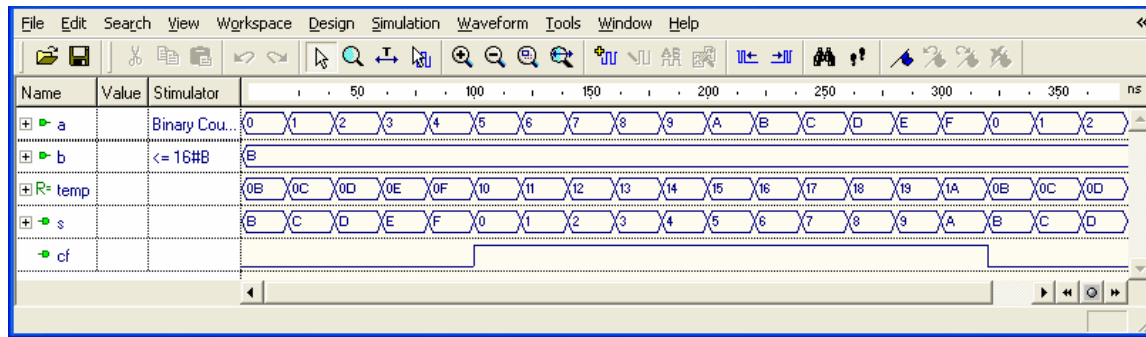 File Edit Search View Workspace Design Simulation Waveform Tools Window Help
Name Value Stimulator 50 100 150 200 250 300 350 ns
a Binary Cou... 0 1 2 3 4 5 6 7 8 9 A B C D E F 0 1 2
b <= 16#B B
R= temp 0B 0C 0D 0E 0F 10 11 12 13 14 15 16 17 18 19 1A 0B 0C 0D
s B C D E F 0 1 2 3 4 5 6 7 8 9 A B C D
cf